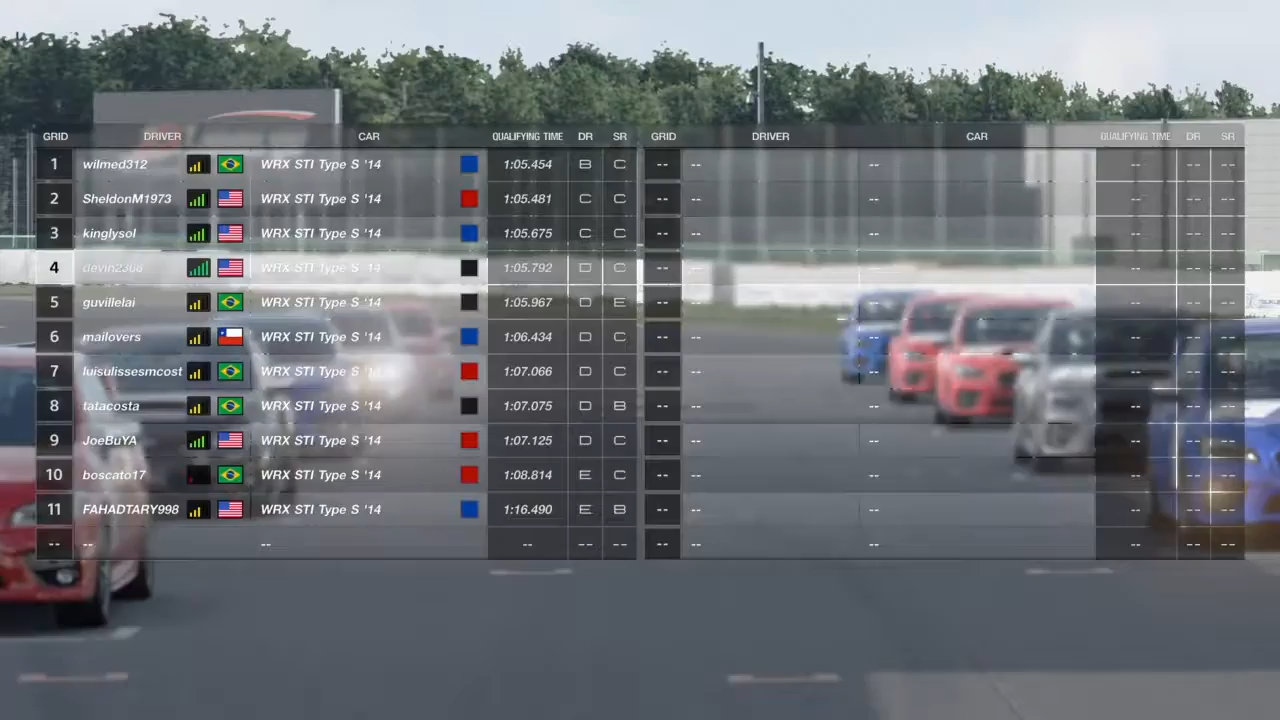 GRID DRIVER CAR QUALIFYING TIME DR SR GRID DRIVER CAR QUALIFYING TIME DR SR
1 wilmed312 WRX STI Type S '14 1:05.454 B C -- -- -- -- -- --
2 SheldonM1973 WRX STI Type S '14 1:05.481 C C -- -- -- -- -- --
3 kinglysol WRX STI Type S '14 1:05.675 C C -- -- -- -- -- --
4 devin2308 WRX STI Type S '14 1:05.792 D C -- -- -- -- -- --
5 guvillelai WRX STI Type S '14 1:05.967 D E -- -- -- -- -- --
6 mailovers WRX STI Type S '14 1:06.434 D C -- -- -- -- -- --
7 luisulissesmcost WRX STI Type S '14 1:07.066 D C -- -- -- -- -- --
8 tatacosta WRX STI Type S '14 1:07.075 D B -- -- -- -- -- --
9 JoeBuYA WRX STI Type S '14 1:07.125 D C -- -- -- -- -- --
10 boscato17 WRX STI Type S '14 1:08.814 E C -- -- -- -- -- --
11 FAHADTARY998 WRX STI Type S '14 1:16.490 E B -- -- -- -- -- --
-- -- -- -- -- -- -- -- -- -- -- --